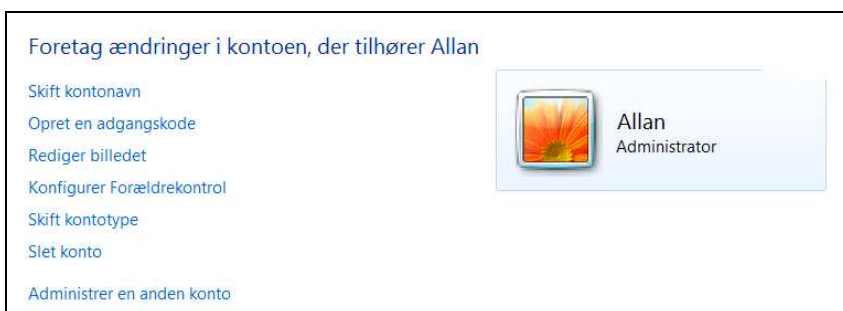 Foretag ændringer i kontoen, der tilhører Allan
Skift kontonavn
Opret en adgangskode
Rediger billedet
Konfigurer Forældrekontrol
Skift kontotype
Slet konto
Administrer en anden konto
Allan
Administrator